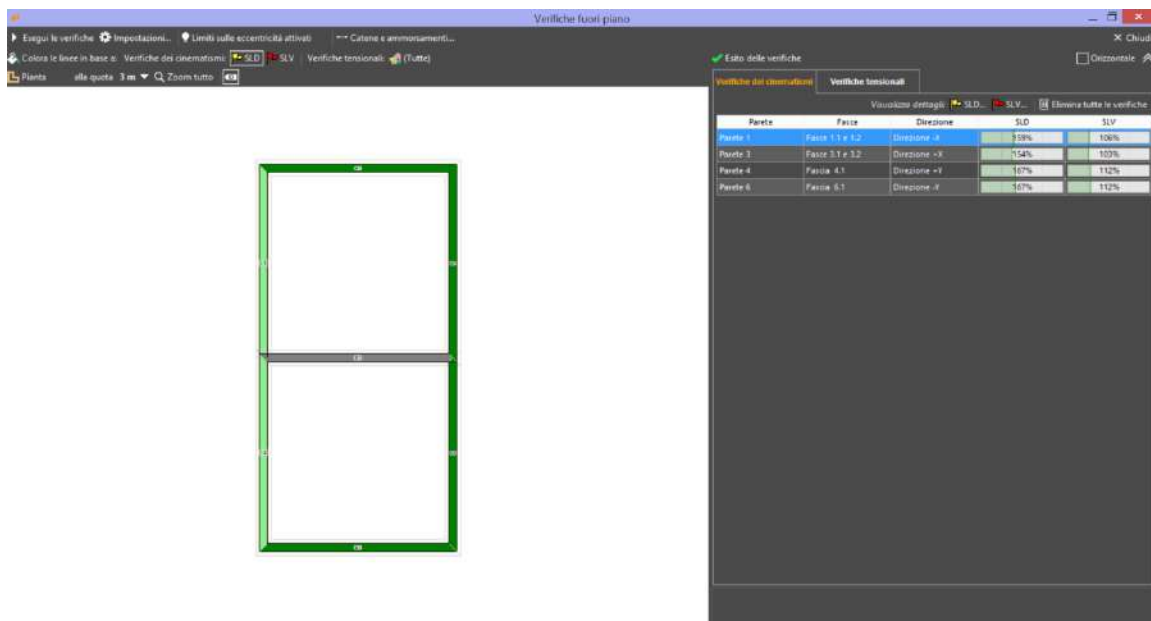 Verifiche fuori piano
Esegui le verifiche Impostazioni... Limiti sulle eccentricità attivati Catene e ammorsamenti...
Chiudi
Colora le linee in base a: Verifiche dei cinematismi: SLD SLV Verifiche tensionali: (Tutte)
Esito delle verifiche
Orizzontale
Pianta alla quota 3 m Zoom tutto
Verifiche dei cinematismi Verifiche tensionali
Visualizza dettagli: SLD... SLV... Elimina tutte le verifiche
Parete Fasce Direzione SLD SLV
Parete 1 Fasce 1.1 e 1.2 Direzione -X 159% 106%
Parete 3 Fasce 3.1 e 3.2 Direzione +X 154% 103%
Parete 4 Fascia 4.1 Direzione +Y 167% 112%
Parete 6 Fascia 6.1 Direzione -Y 167% 112%